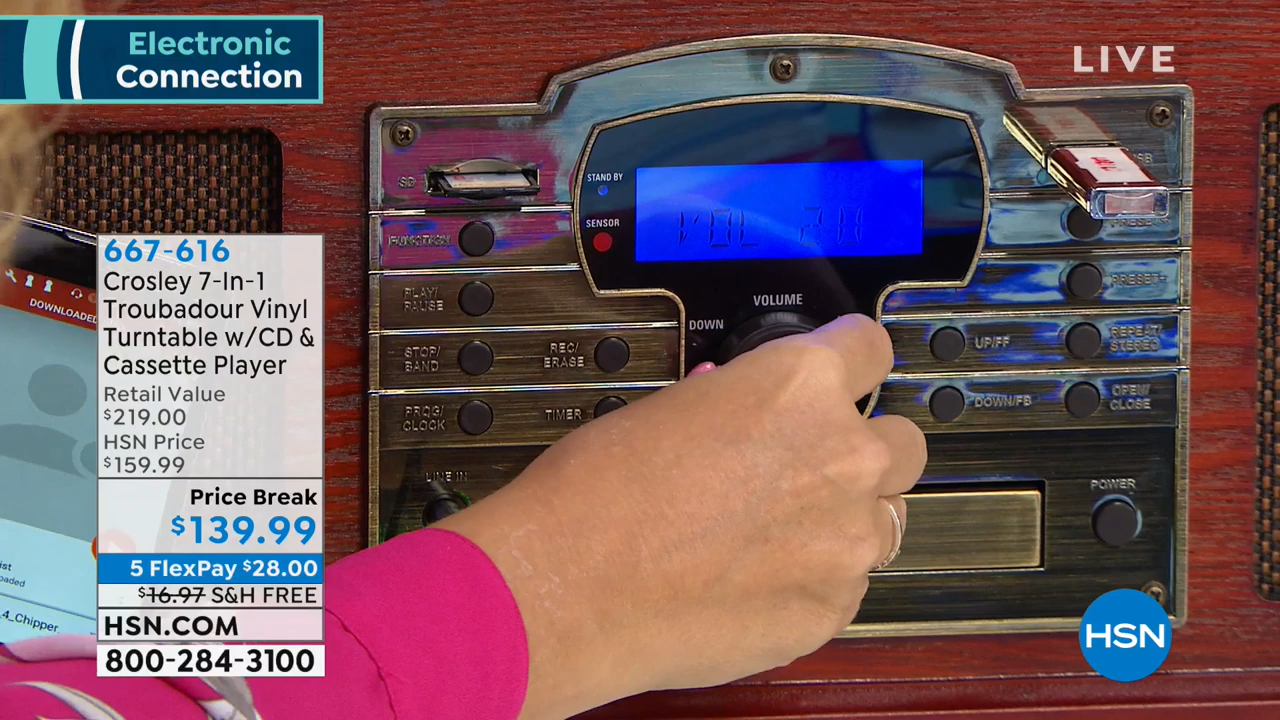 Electronic
Connection
LIVE
667-616
Crosley 7-In-1
Troubadour Vinyl
Turntable w/CD &
Cassette Player
Retail Value
$219.00
HSN Price
$159.99
Price Break
$139.99
5 FlexPay $28.00
$16.97 S&H FREE
HSN.COM
800-284-3100
HSN
DOWNLOADED
_4_Chipper_
SD
STAND BY
SENSOR
VOL 20
FUNCTION
PLAY/
PAUSE
STOP/
BAND
REC/
ERASE
PROG/
CLOCK
TIMER
LINE IN
VOLUME
DOWN
PRESET+
UP/FF
REPEAT/
STEREO
DOWN/FB
OPEN/
CLOSE
POWER